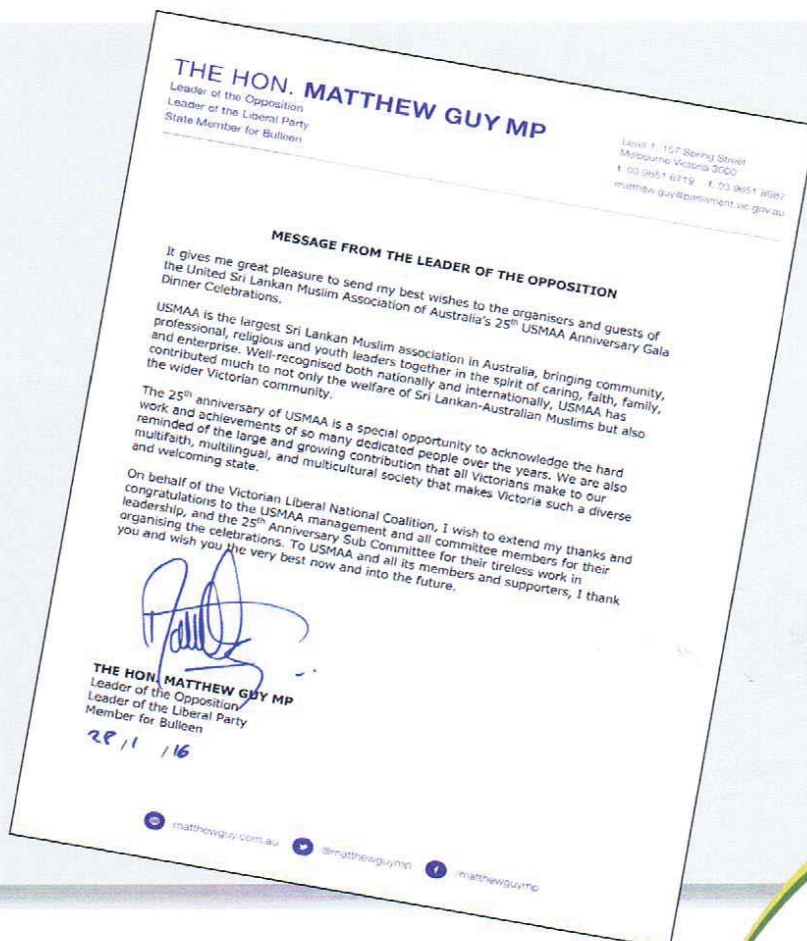 THE HON. MATTHEW GUY MP
Leader of the Opposition
Leader of the Liberal Party
State Member for Bulleen
Level 1, 157 Spring Street
Melbourne Victoria 3000
t. 03 9651 6719 f. 03 9651 8987
matthew.guy@parliament.vic.gov.au
MESSAGE FROM THE LEADER OF THE OPPOSITION
It gives me great pleasure to send my best wishes to the organisers and guests of
the United Sri Lankan Muslim Association of Australia's 25th USMAA Anniversary Gala
Dinner Celebrations.
USMAA is the largest Sri Lankan Muslim association in Australia, bringing community,
professional, religious and youth leaders together in the spirit of caring, faith, family,
and enterprise. Well-recognised both nationally and internationally, USMAA has
contributed much to not only the welfare of Sri Lankan-Australian Muslims but also
the wider Victorian community.
The 25th anniversary of USMAA is a special opportunity to acknowledge the hard
work and achievements of so many dedicated people over the years. We are also
reminded of the large and growing contribution that all Victorians make to our
multifaith, multilingual, and multicultural society that makes Victoria such a diverse
and welcoming state.
On behalf of the Victorian Liberal National Coalition, I wish to extend my thanks and
congratulations to the USMAA management and all committee members for their
leadership, and the 25th Anniversary Sub Committee for their tireless work in
organising the celebrations. To USMAA and all its members and supporters, I thank
you and wish you the very best now and into the future.
THE HON. MATTHEW GUY MP
Leader of the Opposition
Leader of the Liberal Party
Member for Bulleen
28/1/16
matthewguy.com.au @matthewguymp /matthewguymp